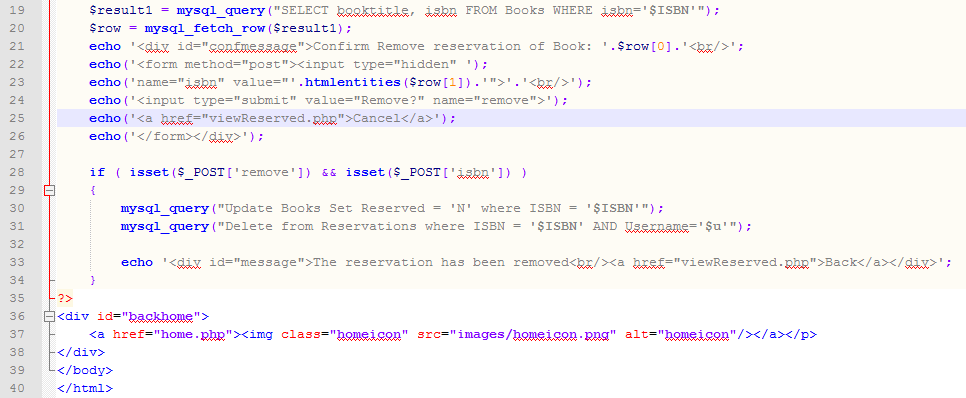 19 $result1 = mysql_query("SELECT booktitle, isbn FROM Books WHERE isbn='$ISBN'");
20 $row = mysql_fetch_row($result1);
21 echo '<div id="confmessage">Confirm Remove reservation of Book: '.$row[0].'<br/>';
22 echo('<form method="post"><input type="hidden" ');
23 echo('name="isbn" value="'.htmlentities($row[1]).'">'.'<br/>');
24 echo('<input type="submit" value="Remove?" name="remove">');
25 echo('<a href="viewReserved.php">Cancel</a>');
26 echo('</form></div>');
27
28 if ( isset($_POST['remove']) && isset($_POST['isbn']) )
29 {
30 mysql_query("Update Books Set Reserved = 'N' where ISBN = '$ISBN'");
31 mysql_query("Delete from Reservations where ISBN = '$ISBN' AND Username='$u'");
32
33 echo '<div id="message">The reservation has been removed<br/><a href="viewReserved.php">Back</a></div>';
34 }
35 ?>
36 <div id="backhome">
37 <a href="home.php"><img class="homeicon" src="images/homeicon.png" alt="homeicon"/></a></p>
38 </div>
39 </body>
40 </html>